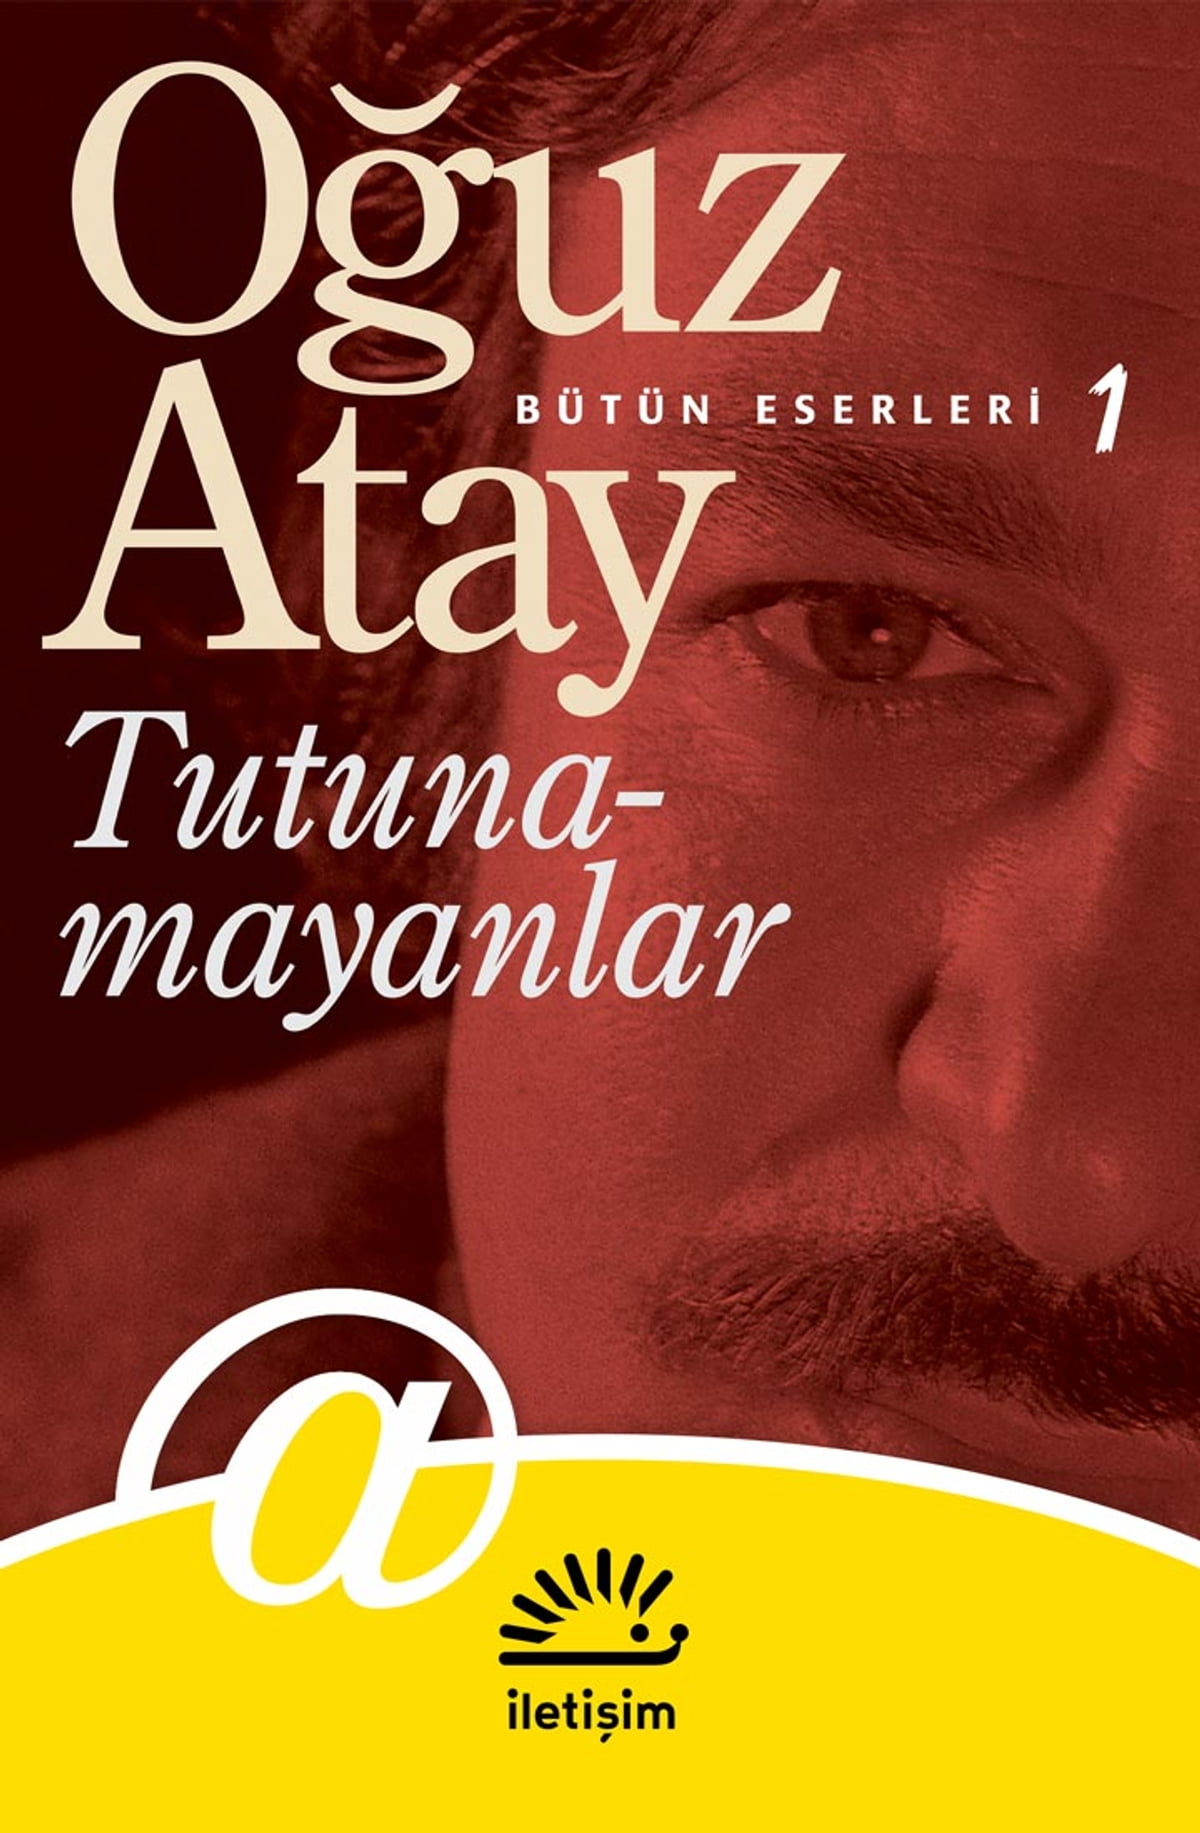 Oğuz
Atay
BÜTÜN ESERLERİ 1
Tutuna-
mayanlar
a
iletişim